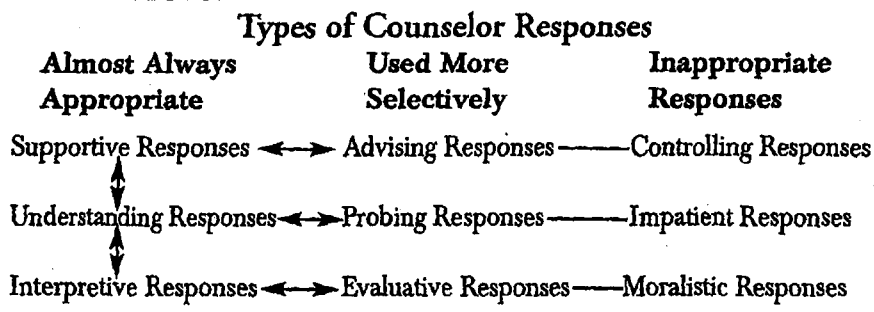 Types of Counselor Responses
Almost Always Used More Inappropriate
Appropriate Selectively Responses
Supportive Responses Advising Responses Controlling Responses
Understanding Responses Probing Responses Impatient Responses
Interpretive Responses Evaluative Responses Moralistic Responses